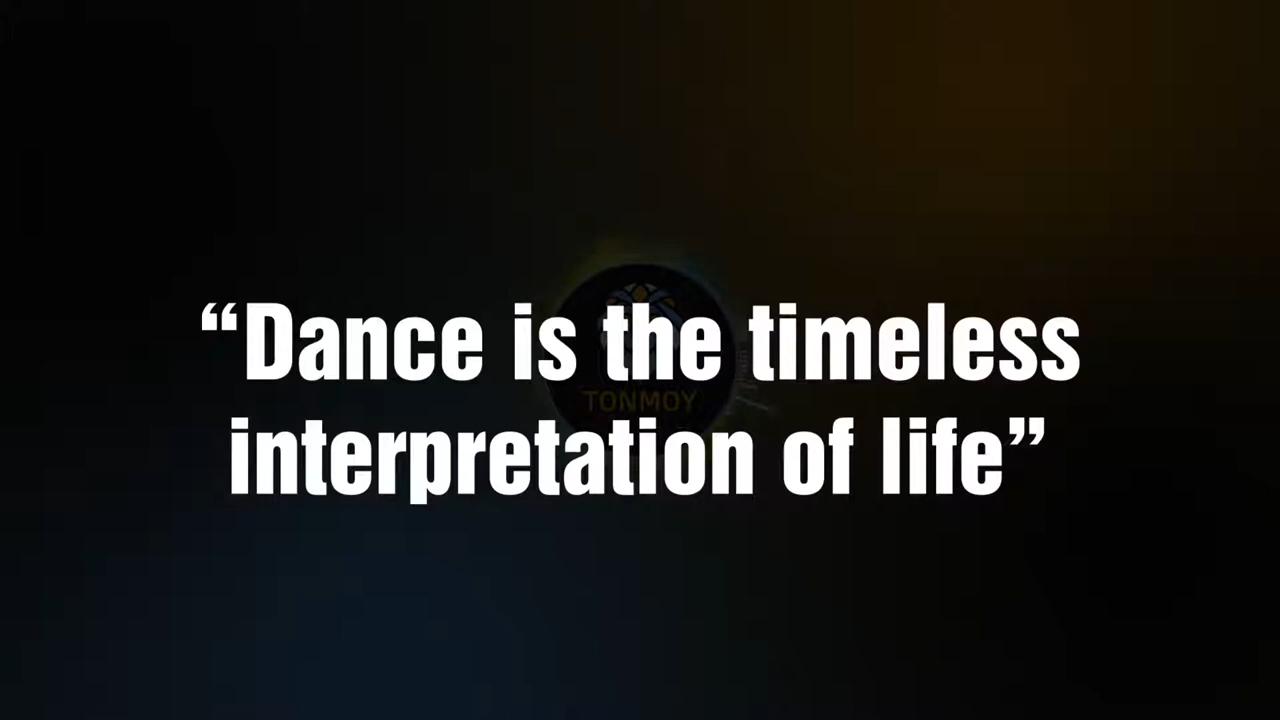 “Dance is the timeless
TONMOY
interpretation of life”